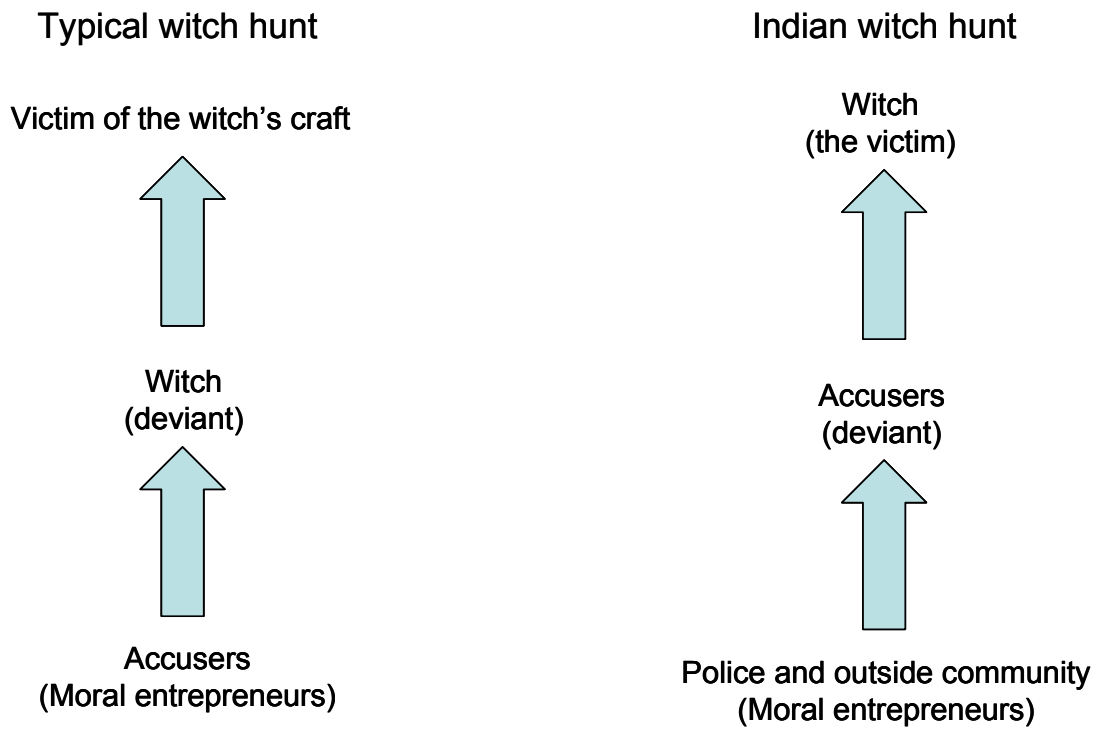 Typical witch hunt
Victim of the witch's craft
Witch
(deviant)
Accusers
(Moral entrepreneurs)
Indian witch hunt
Witch
(the victim)
Accusers
(deviant)
Police and outside community
(Moral entrepreneurs)